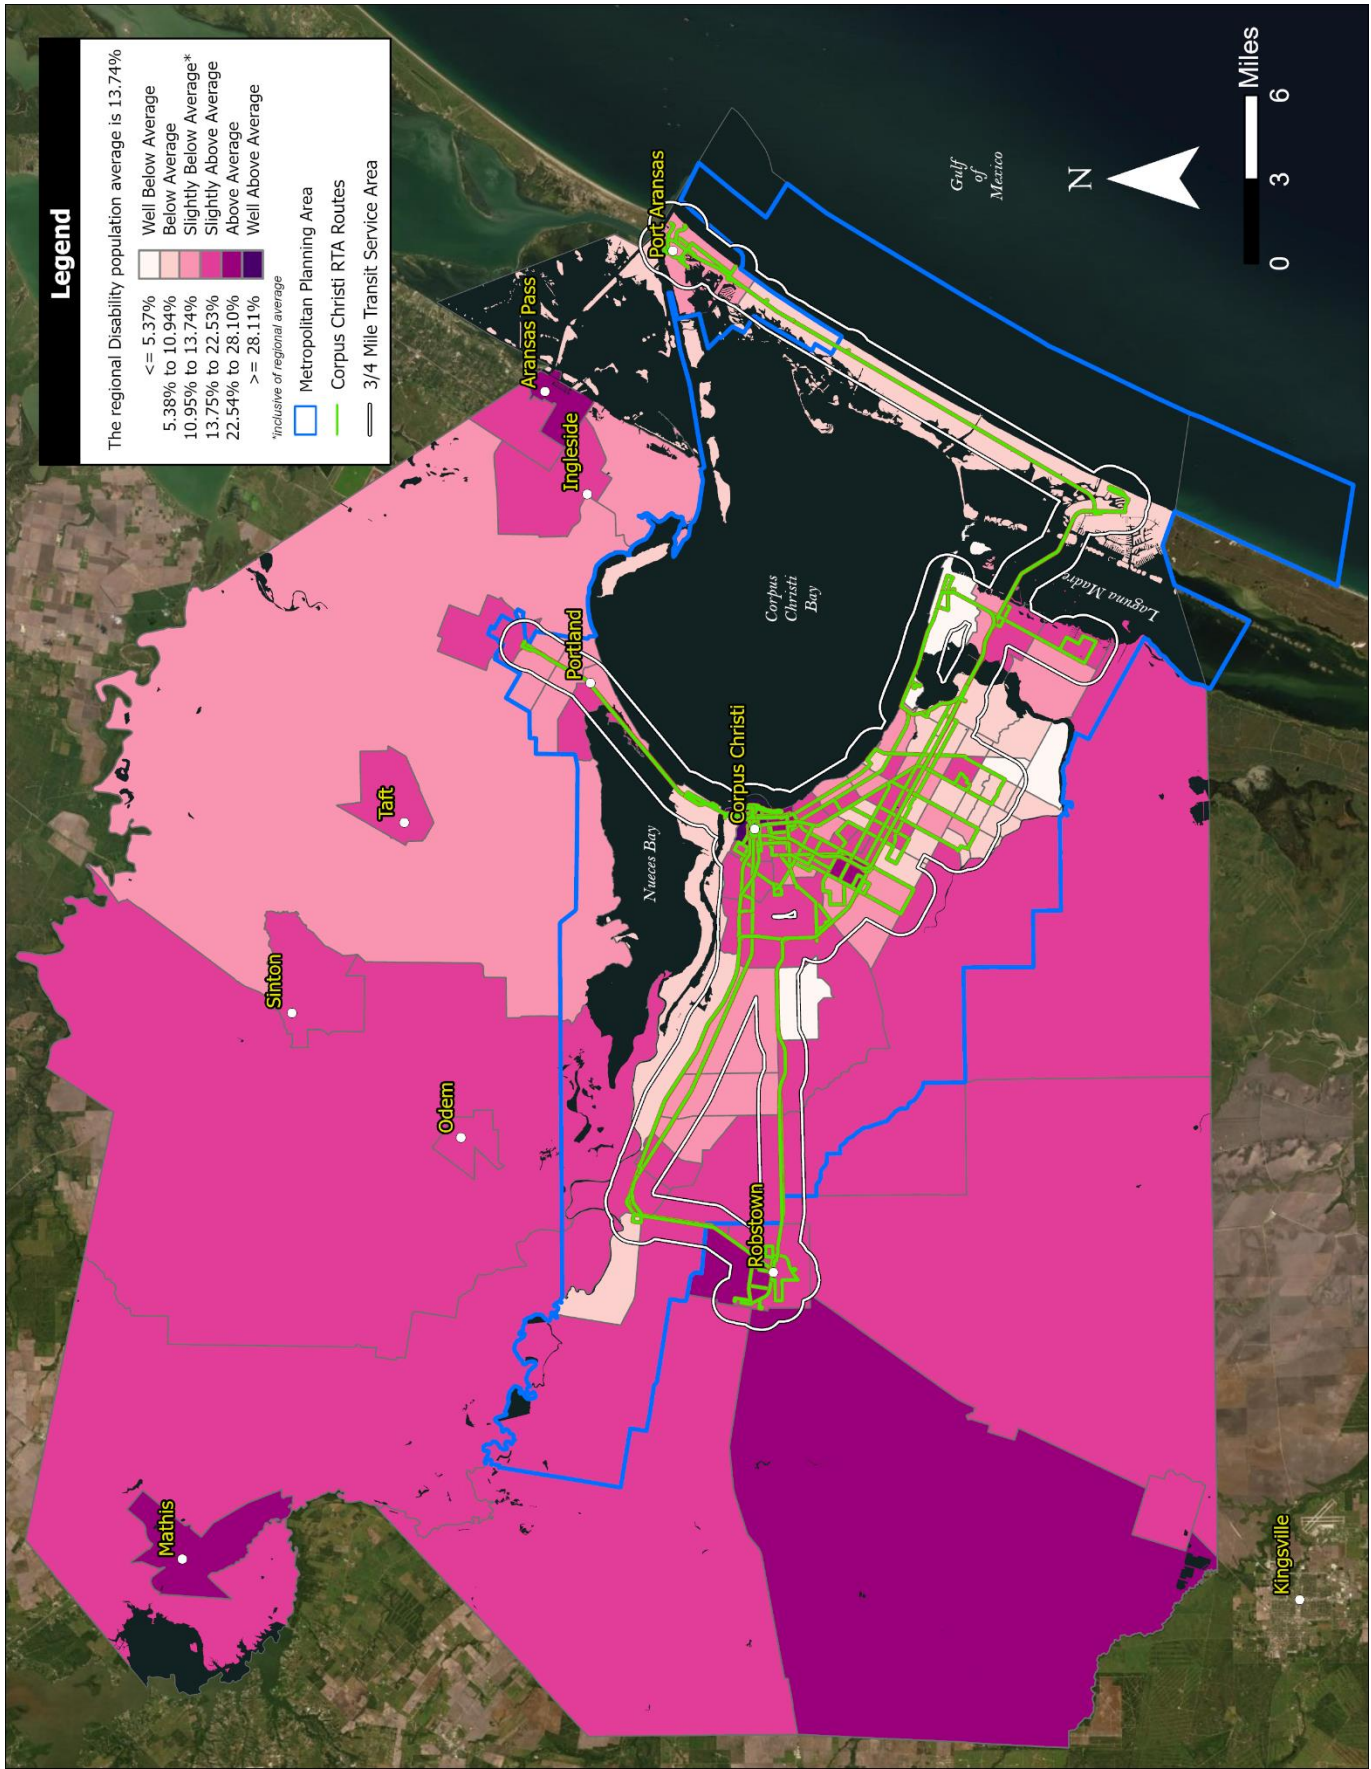 Legend
The regional Disability population average is 13.74%
<= 5.37% Well Below Average
5.38% to 10.94% Below Average
10.95% to 13.74% Slightly Below Average*
13.75% to 22.53% Slightly Above Average
22.54% to 28.10% Above Average
>= 28.11% Well Above Average
*inclusive of regional average
Metropolitan Planning Area
Corpus Christi RTA Routes
3/4 Mile Transit Service Area
Mathis
Sinton
Odem
Taft
Aransas Pass
Ingleside
Portland
Port Aransas
Nueces Bay
Corpus Christi
Corpus
Christi
Bay
Robstown
Laguna Madre
Gulf
of
Mexico
Kingsville
N
0 3 6 Miles